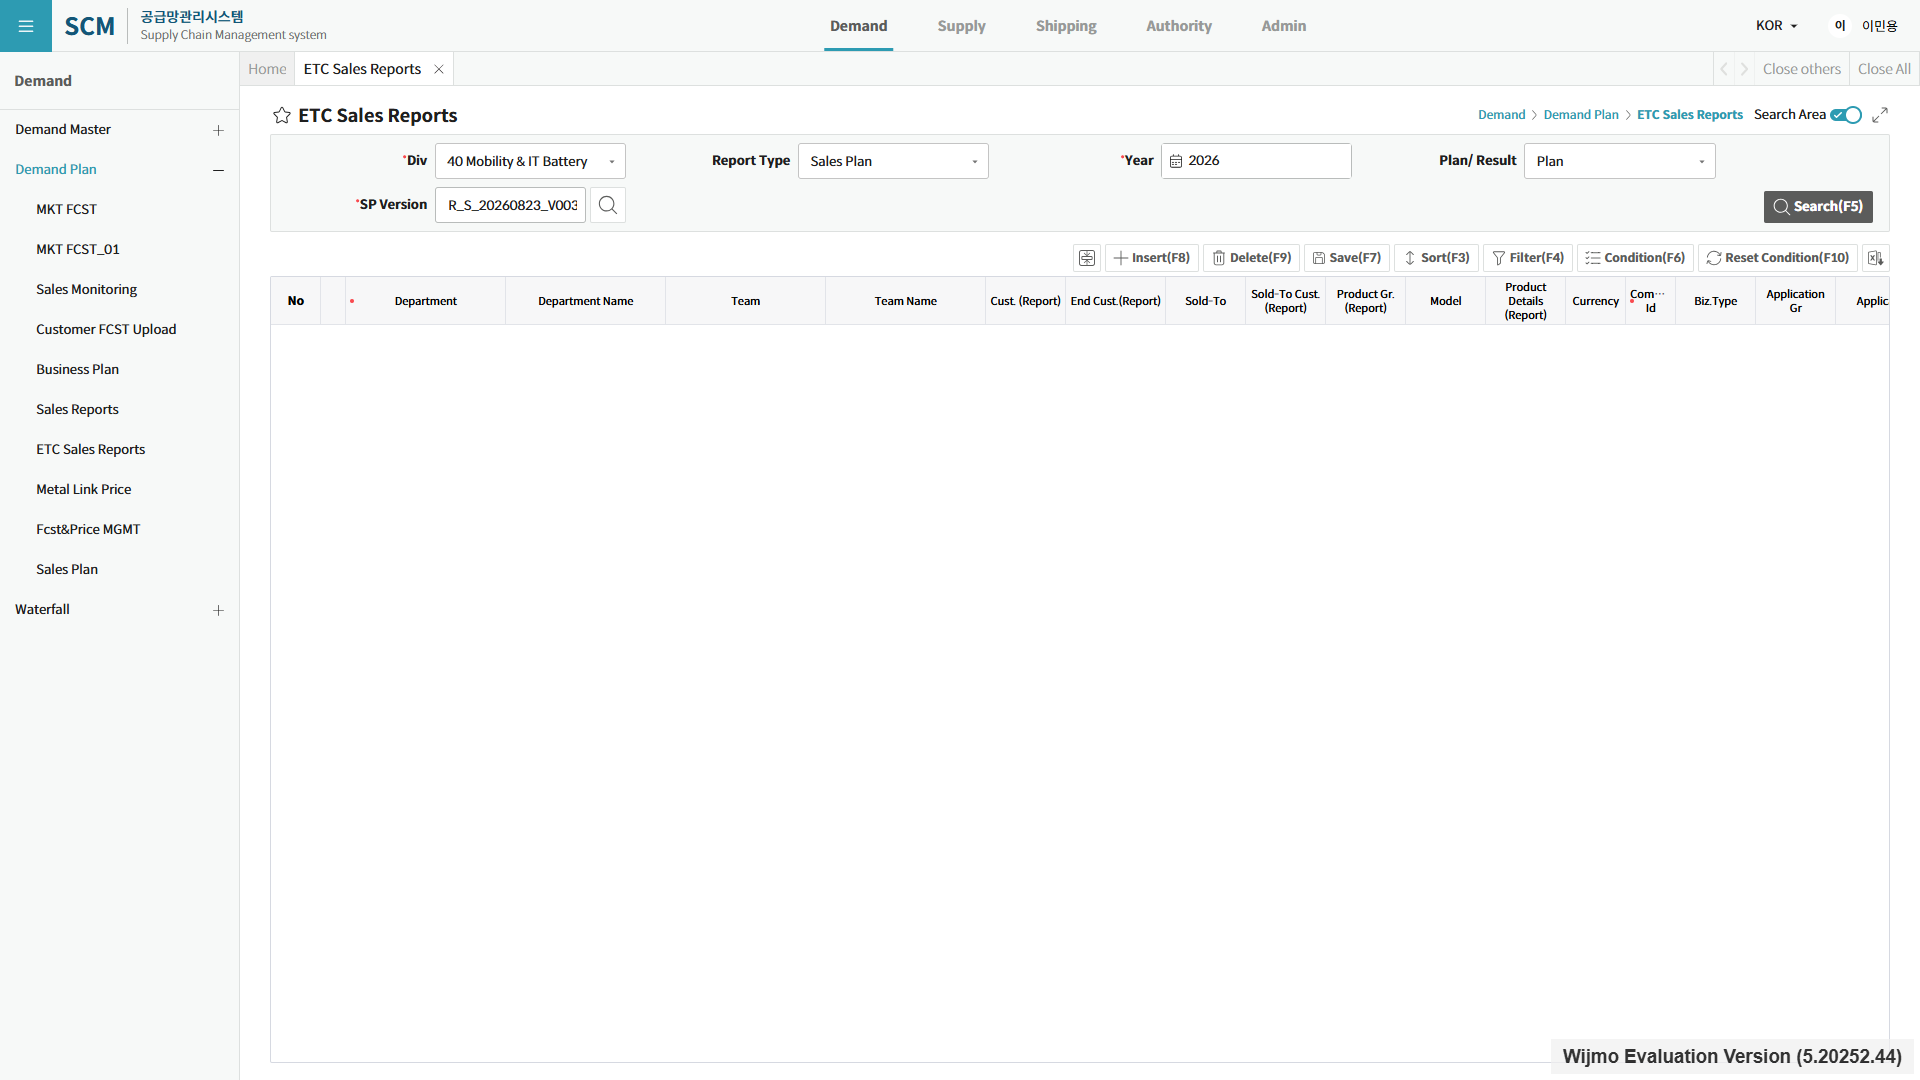 SCM
공급망관리시스템
Supply Chain Management system
Demand
Supply
Shipping
Authority
Admin
KOR
이
이민용
Demand
Home
ETC Sales Reports
Close others
Close All
Demand Master
Demand Plan
MKT FCST
MKT FCST_01
Sales Monitoring
Customer FCST Upload
Business Plan
Sales Reports
ETC Sales Reports
Metal Link Price
Fcst&Price MGMT
Sales Plan
Waterfall
ETC Sales Reports
Demand > Demand Plan > ETC Sales Reports
Search Area
*Div
40 Mobility & IT Battery
Report Type
Sales Plan
*Year
2026
Plan/ Result
Plan
*SP Version
R_S_20260823_V003
Search(F5)
Insert(F8)
Delete(F9)
Save(F7)
Sort(F3)
Filter(F4)
Condition(F6)
Reset Condition(F10)
No
Department
Department Name
Team
Team Name
Cust. (Report)
End Cust.(Report)
Sold-To
Sold-To Cust.
(Report)
Product Gr.
(Report)
Model
Product
Details
(Report)
Currency
Com···
Id
Biz.Type
Application
Gr
Applic
Wijmo Evaluation Version (5.20252.44)